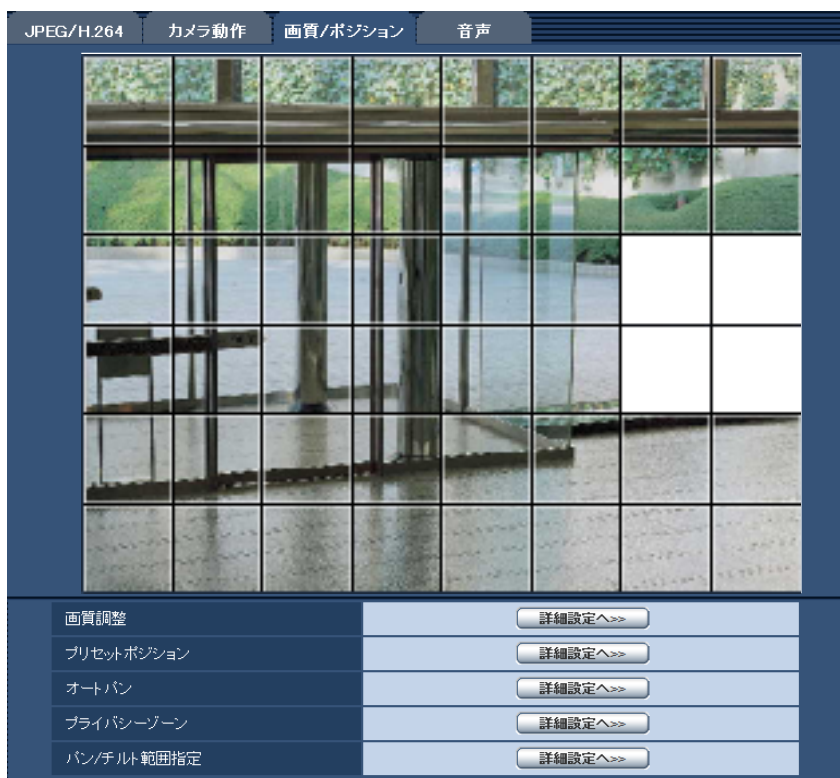 JPEG/H.264 カメラ動作 画質/ポジション 音声
画質調整 詳細設定へ>>
プリセットポジション 詳細設定へ>>
オートパン 詳細設定へ>>
プライバシーゾーン 詳細設定へ>>
パン/チルト範囲指定 詳細設定へ>>